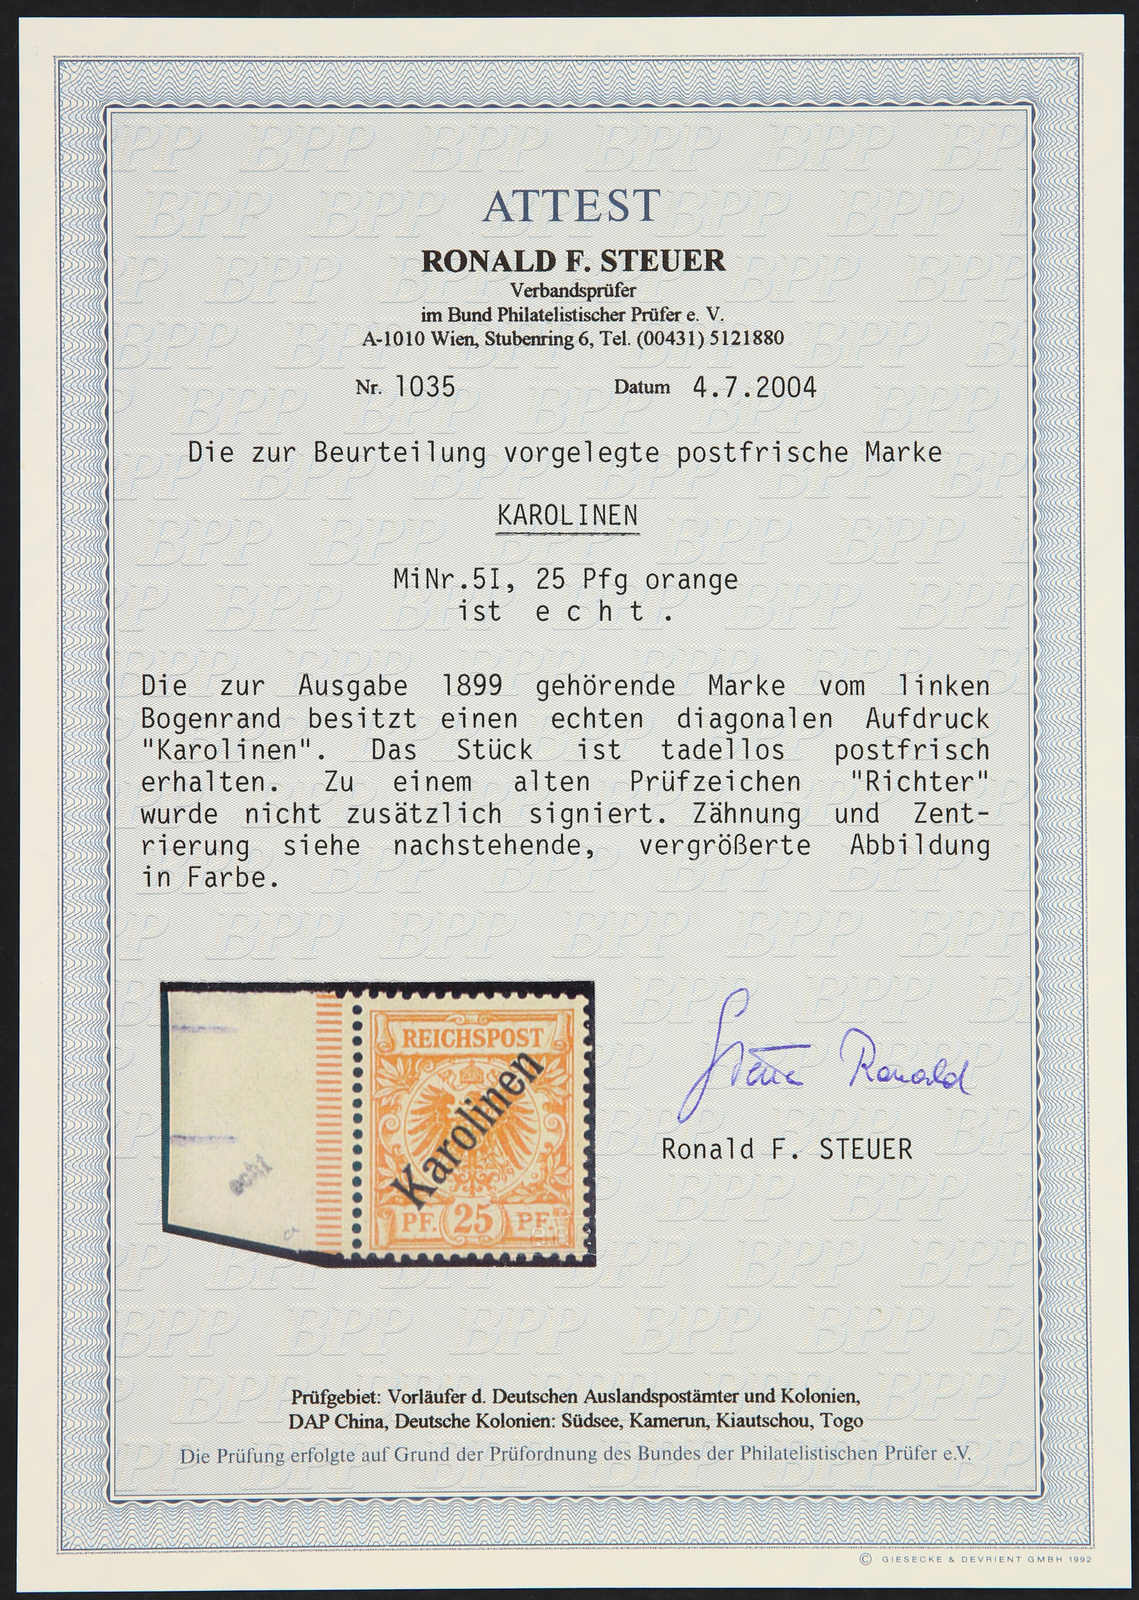 ATTEST
RONALD F. STEUER
Verbandsprüfer
im Bund Philatelistischer Prüfer e. V.
A-1010 Wien, Stubenring 6, Tel. (00431) 5121880
Nr. 1035 Datum 4.7.2004
Die zur Beurteilung vorgelegte postfrische Marke
KAROLINEN
MiNr.5I, 25 Pfg orange
ist e c h t .
Die zur Ausgabe 1899 gehörende Marke vom linken
Bogenrand besitzt einen echten diagonalen Aufdruck
"Karolinen". Das Stück ist tadellos postfrisch
erhalten. Zu einem alten Prüfzeichen "Richter"
wurde nicht zusätzlich signiert. Zähnung und Zent-
rierung siehe nachstehende, vergrößerte Abbildung
in Farbe.
REICHSPOST
Karolinen
PF. 25 PF.
Steuer Ronald
Ronald F. STEUER
Prüfgebiet: Vorläufer d. Deutschen Auslandspostämter und Kolonien,
DAP China, Deutsche Kolonien: Südsee, Kamerun, Kiautschou, Togo
Die Prüfung erfolgte auf Grund der Prüfordnung des Bundes der Philatelistischen Prüfer e.V.
© GIESECKE & DEVRIENT GMBH 1992